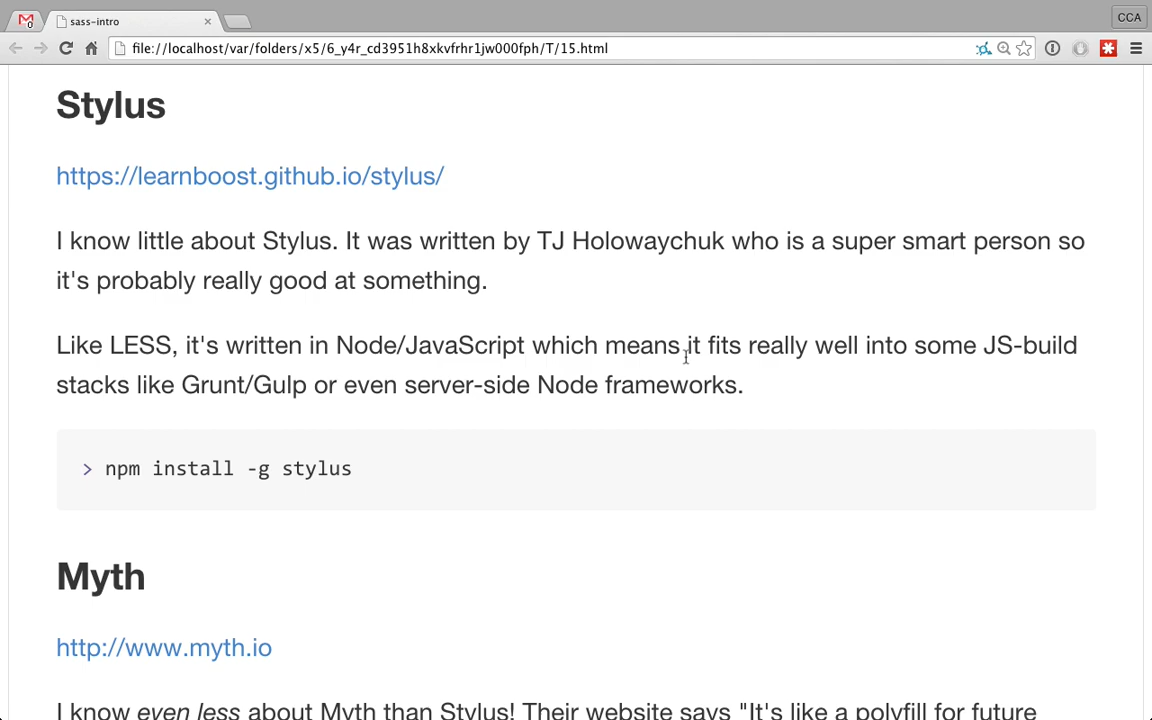 sass-intro
CCA
file://localhost/var/folders/x5/6_y4r_cd3951h8xkvfrhr1jw000fph/T/15.html
Stylus
https://learnboost.github.io/stylus/
I know little about Stylus. It was written by TJ Holowaychuk who is a super smart person so
it's probably really good at something.
Like LESS, it's written in Node/JavaScript which means it fits really well into some JS-build
stacks like Grunt/Gulp or even server-side Node frameworks.
> npm install -g stylus
Myth
http://www.myth.io
I know even less about Myth than Stylus! Their website says "It's like a polyfill for future